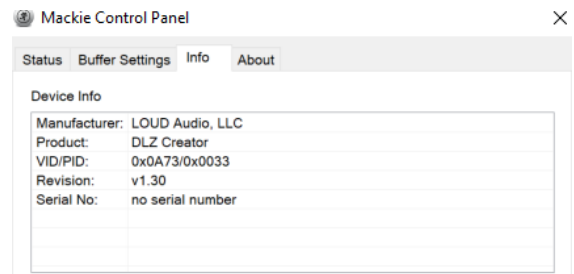 Mackie Control Panel
Status Buffer Settings Info About
Device Info
Manufacturer: LOUD Audio, LLC
Product: DLZ Creator
VID/PID: 0x0A73/0x0033
Revision: v1.30
Serial No: no serial number